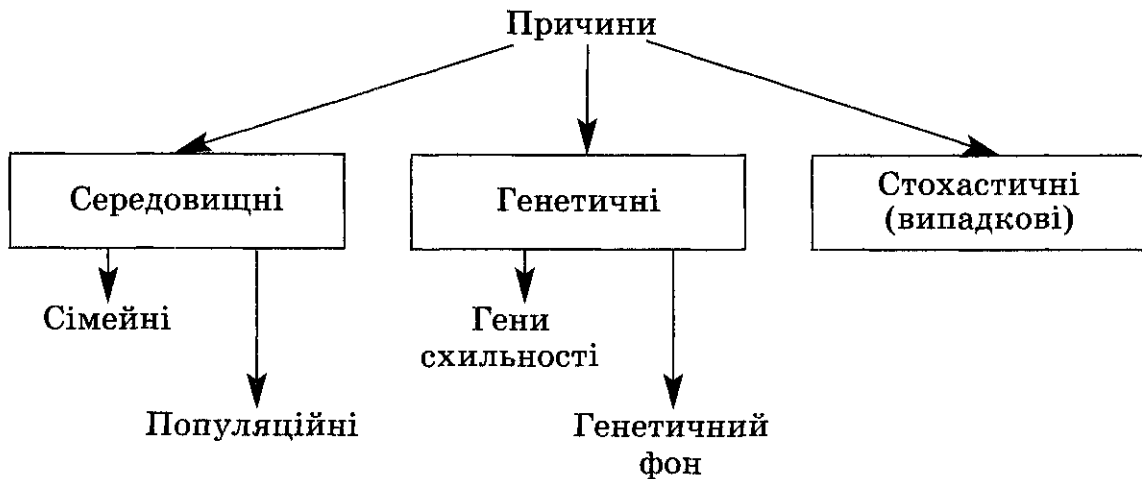 Причини
Середовищні
Генетичні
Стохастичні
(випадкові)
Сімейні
Популяційні
Гени
схильності
Генетичний
фон